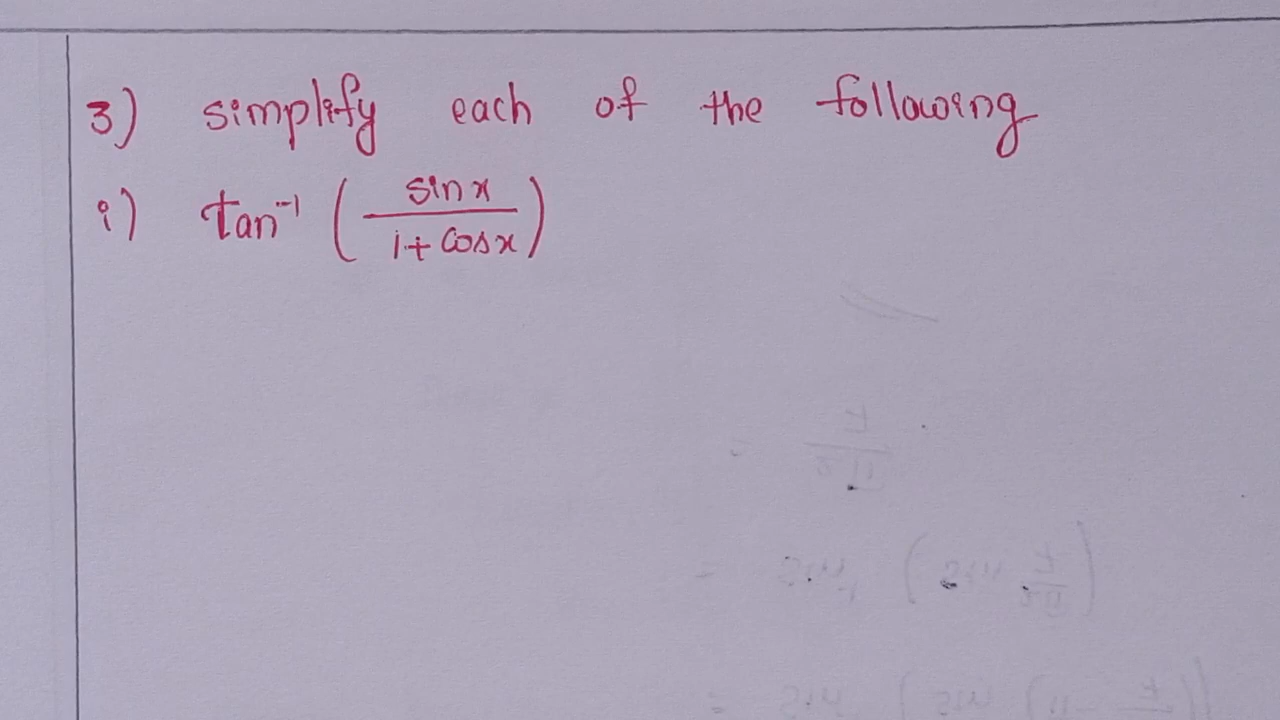 3) simplify each of the following
i) tan⁻¹ ( sin x / 1 + cos x )